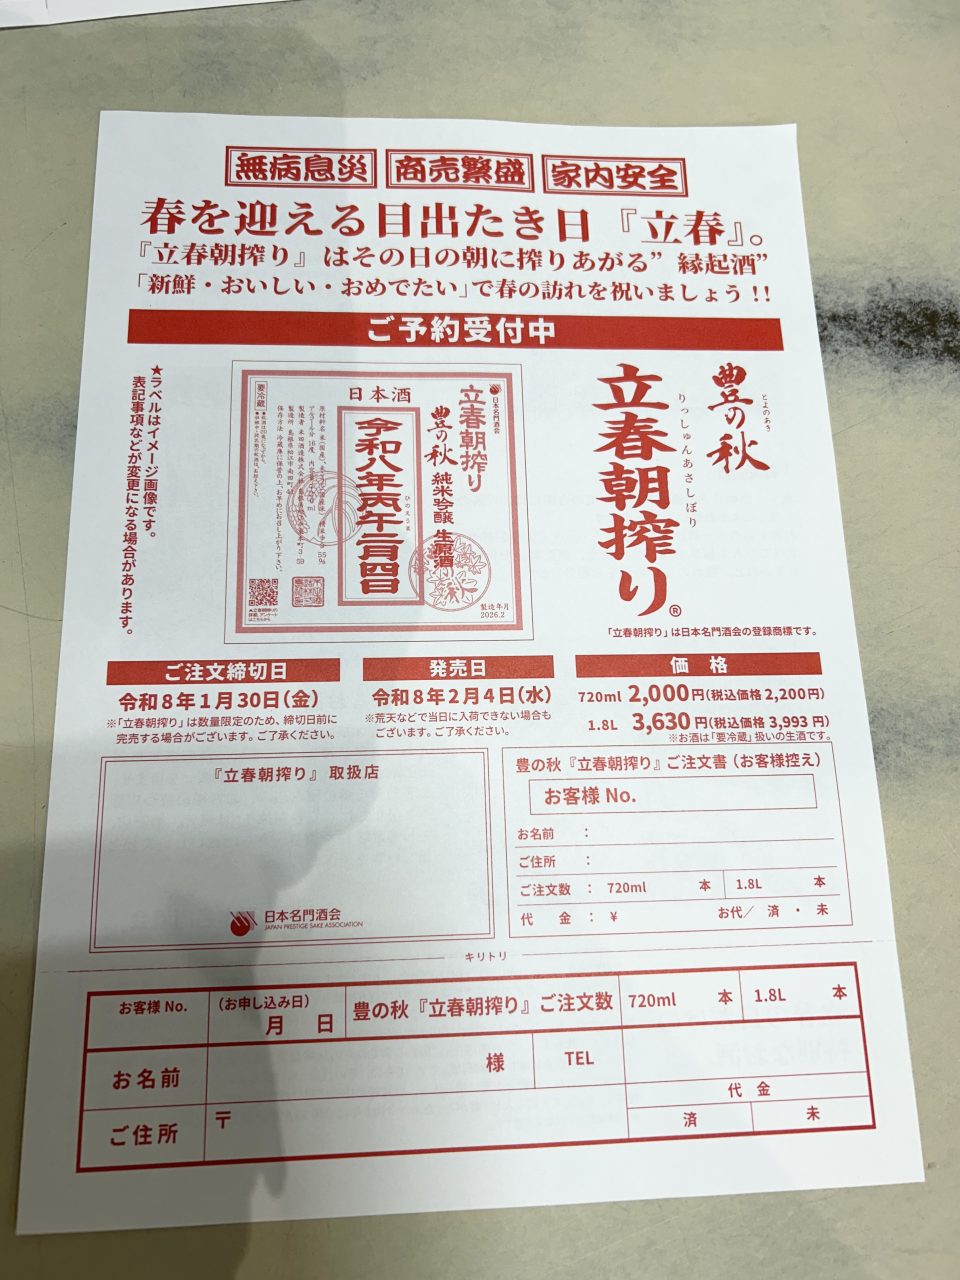 無病息災 商売繁盛 家内安全
春を迎える目出たき日『立春』。
『立春朝搾り』はその日の朝に搾りあがる”縁起酒”
「新鮮・おいしい・おめでたい」で春の訪れを祝いましょう!!
ご予約受付中
豊の秋
とよのあき
立春朝搾り®
りっしゅんあさしぼり
「立春朝搾り」は日本名門酒会の登録商標です。
日本名門酒会
立春朝搾り
豊の秋 純米吟醸 生原酒
日本酒
令和八年丙午二月四日
ひのえうま
要冷蔵
製造年月
2026.2
★ラベルはイメージ画像です。
表記事項などが変更になる場合があります。
ご注文締切日
令和8年1月30日(金)
※「立春朝搾り」は数量限定のため、締切日前に
完売する場合がございます。ご了承ください。
発売日
令和8年2月4日(水)
※荒天などで当日に入荷できない場合も
ございます。ご了承ください。
価格
720ml 2,000円(税込価格 2,200円)
1.8L 3,630円(税込価格 3,993円)
※お酒は「要冷蔵」扱いの生酒です。
『立春朝搾り』取扱店
日本名門酒会
JAPAN PRESTIGE SAKE ASSOCIATION
豊の秋『立春朝搾り』ご注文書(お客様控え)
お客様 No.
お名前 :
ご住所 :
ご注文数 : 720ml 本 1.8L 本
代 金 : ¥ お代/ 済 ・ 未
キリトリ
お客様 No. (お申し込み日) 月 日 豊の秋『立春朝搾り』ご注文数 720ml 本 1.8L 本
お名前 様 TEL
代 金
ご住所 〒 済 未